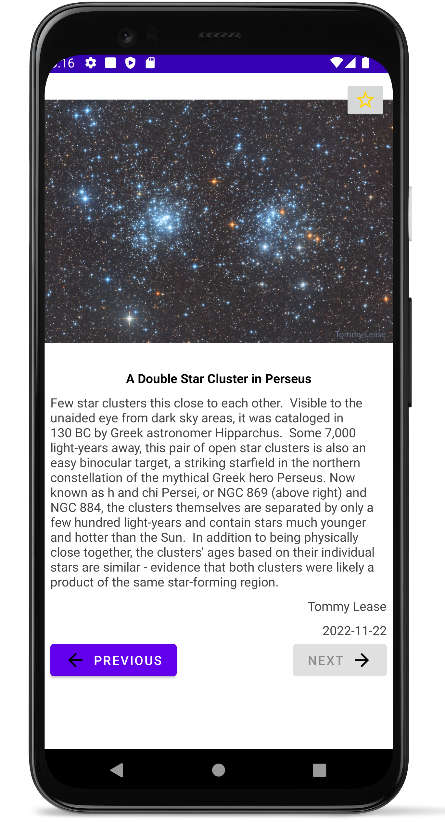 :16
Tommy Lease
A Double Star Cluster in Perseus
Few star clusters this close to each other.  Visible to the
unaided eye from dark sky areas, it was cataloged in
130 BC by Greek astronomer Hipparchus.  Some 7,000
light-years away, this pair of open star clusters is also an
easy binocular target, a striking starfield in the northern
constellation of the mythical Greek hero Perseus. Now
known as h and chi Persei, or NGC 869 (above right) and
NGC 884, the clusters themselves are separated by only a
few hundred light-years and contain stars much younger
and hotter than the Sun.  In addition to being physically
close together, the clusters' ages based on their individual
stars are similar - evidence that both clusters were likely a
product of the same star-forming region.
Tommy Lease
2022-11-22
PREVIOUS NEXT